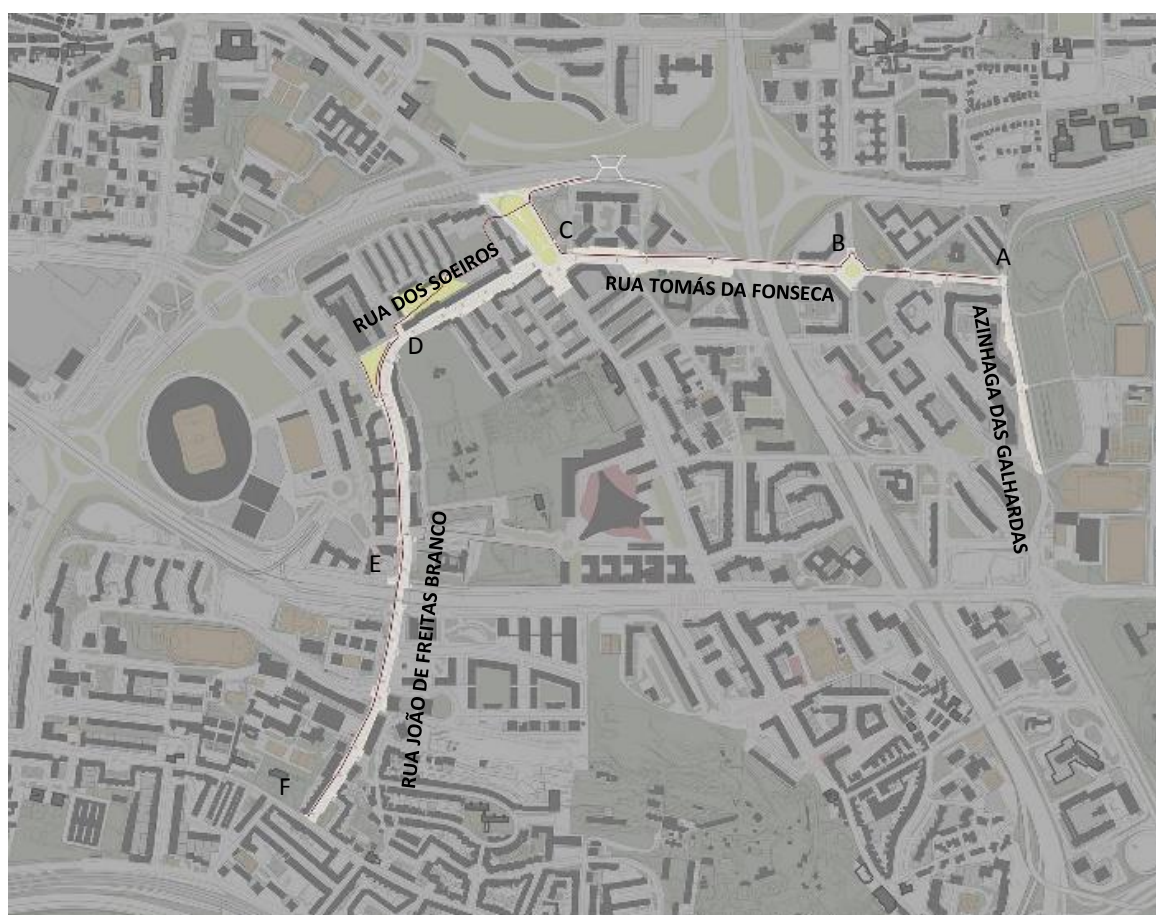 C
B
A
RUA DOS SOEIROS
RUA TOMÁS DA FONSECA
D
AZINHAGA DAS GALHARDAS
E
RUA JOÃO DE FREITAS BRANCO
F